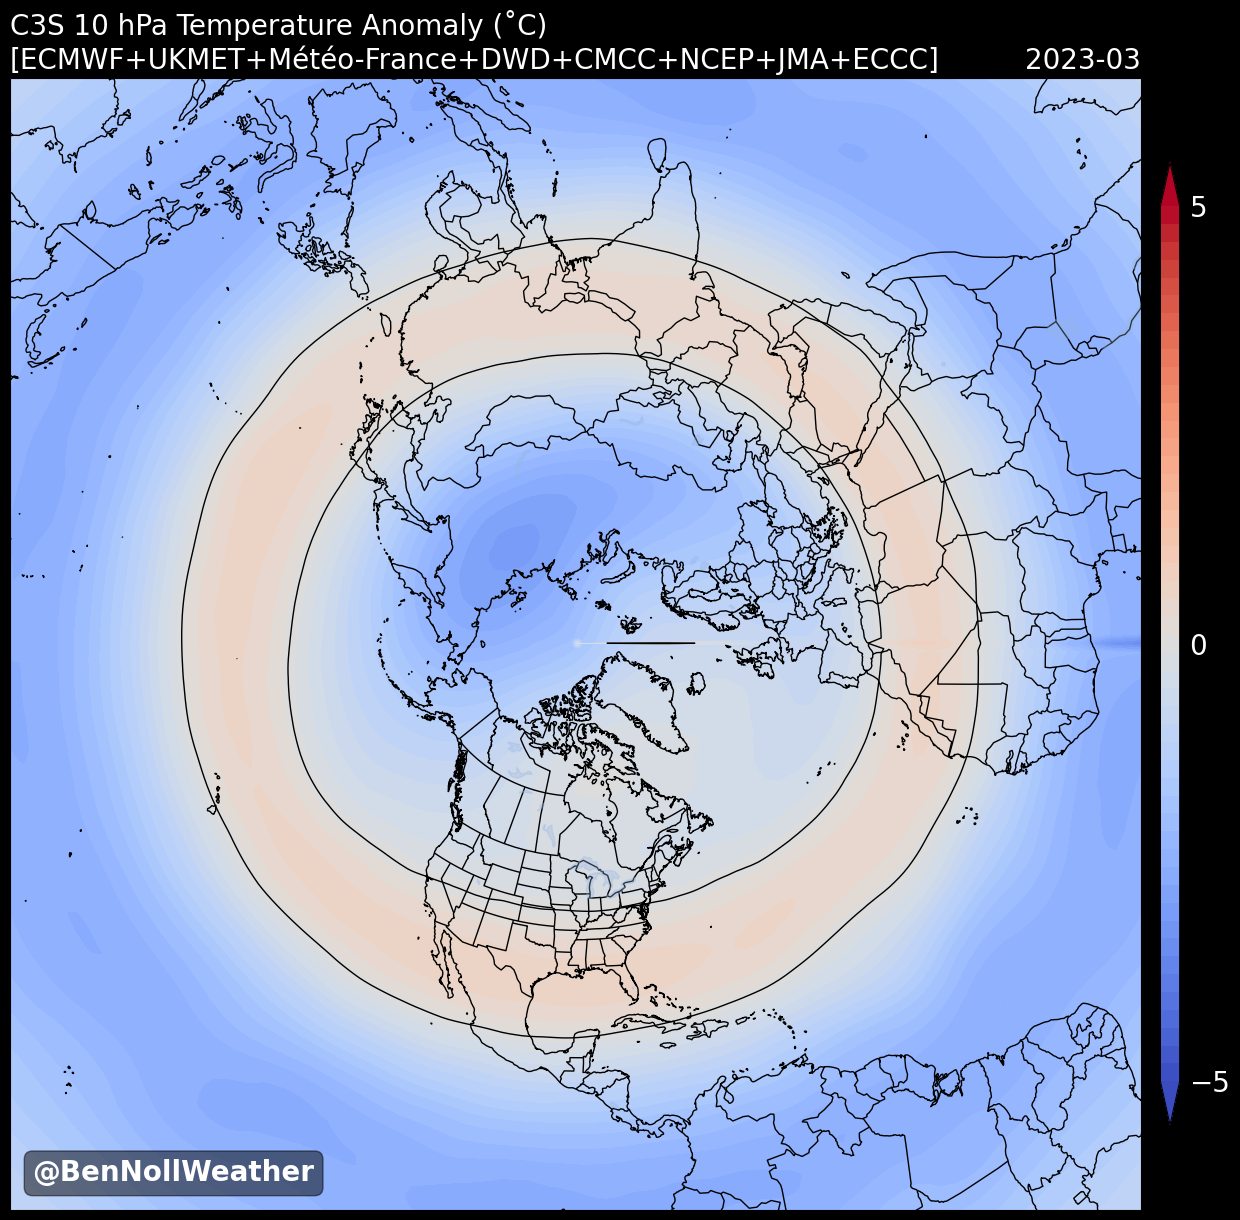 C3S 10 hPa Temperature Anomaly (˚C)
[ECMWF+UKMET+Météo-France+DWD+CMCC+NCEP+JMA+ECCC] 2023-03
5
0
−5
@BenNollWeather